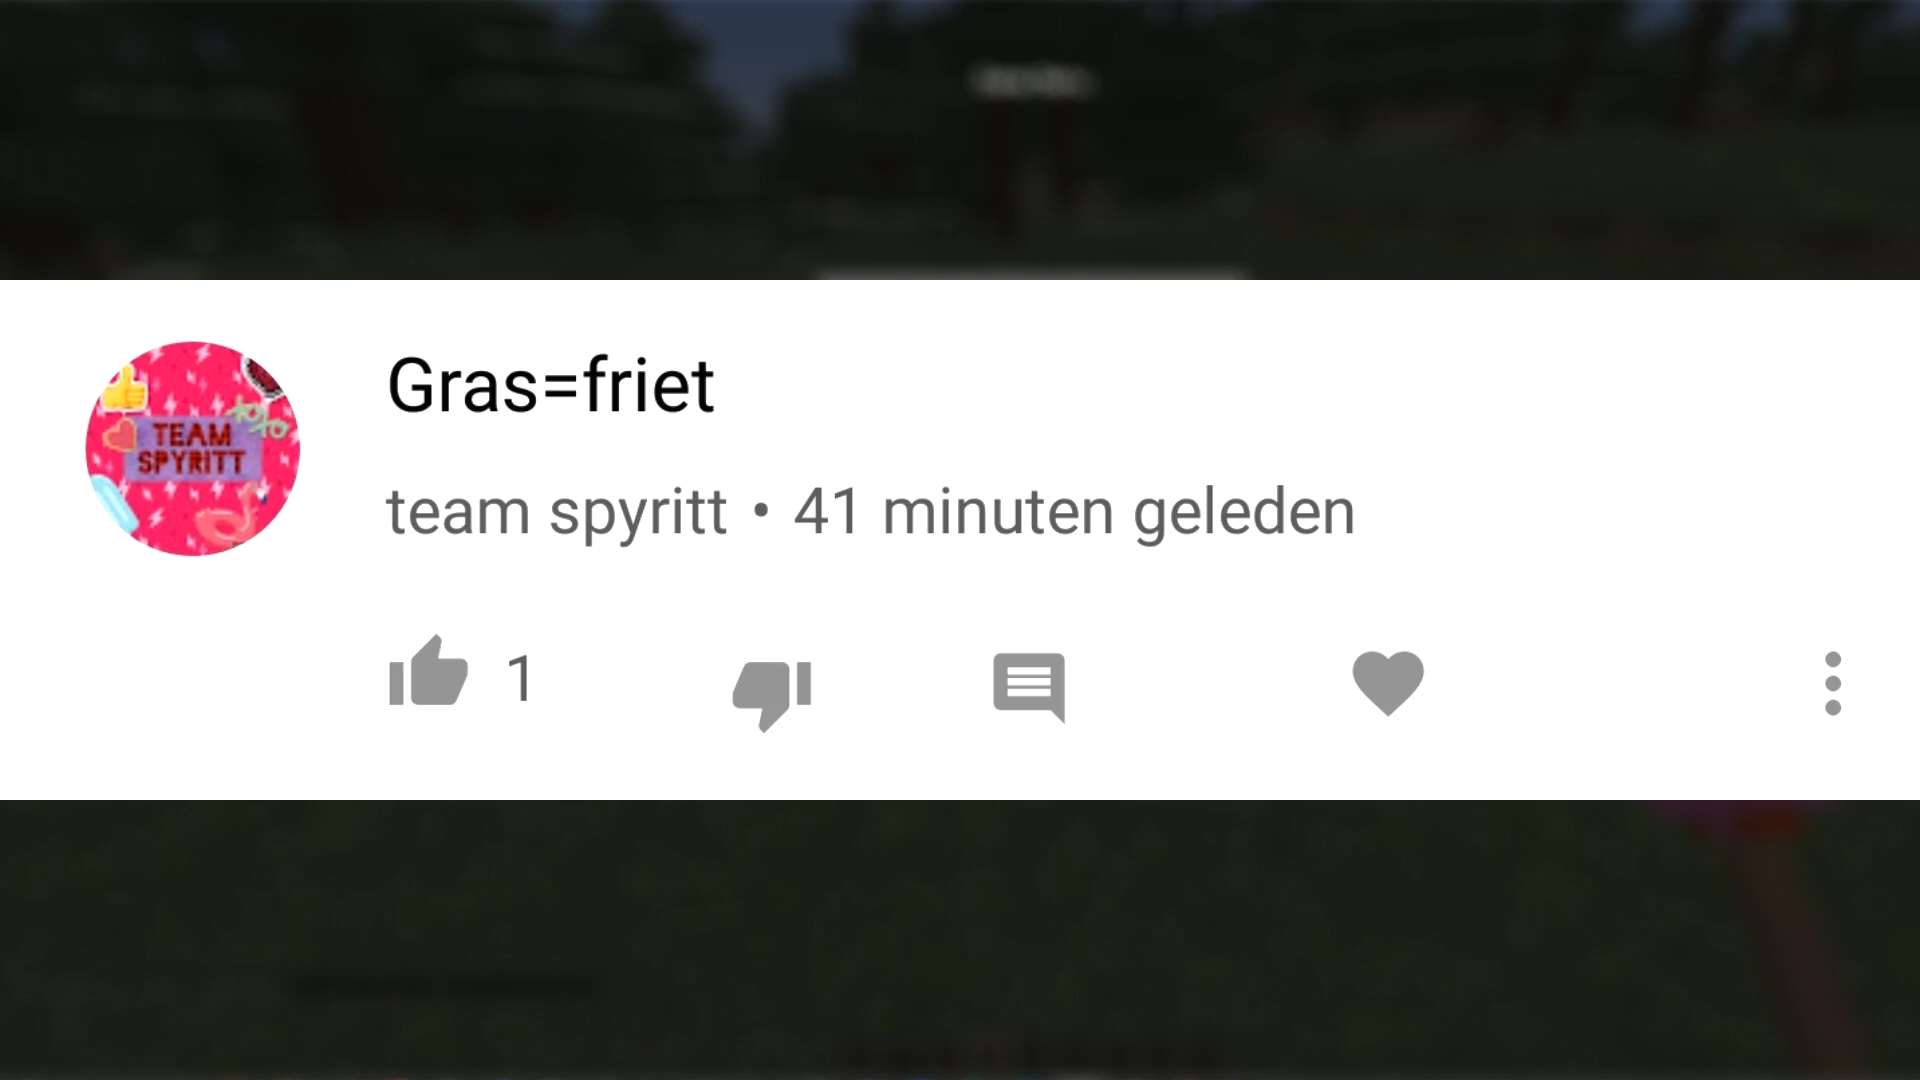 Gras=friet
TEAM
SPYRITT
team spyritt • 41 minuten geleden
1